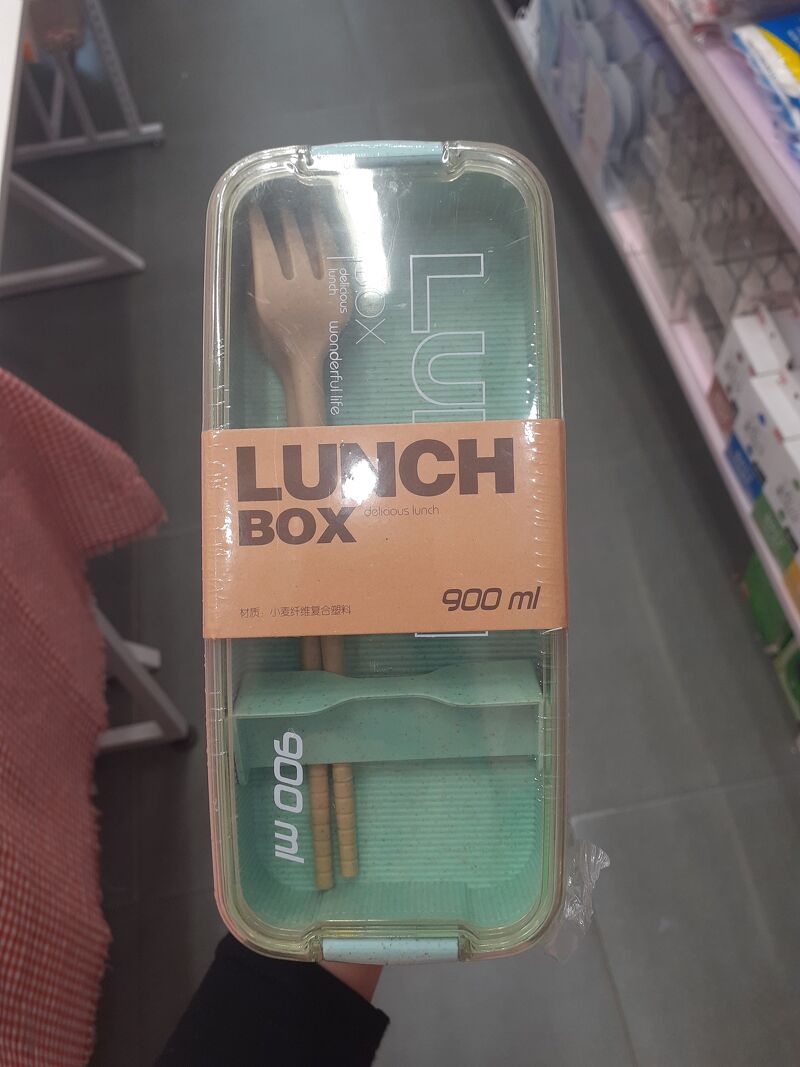 LUN
BOX
delicious
lunch
wonderful life
LUNCH
BOX
delicious lunch
900 ml
材质：小麦纤维复合塑料
900 ml